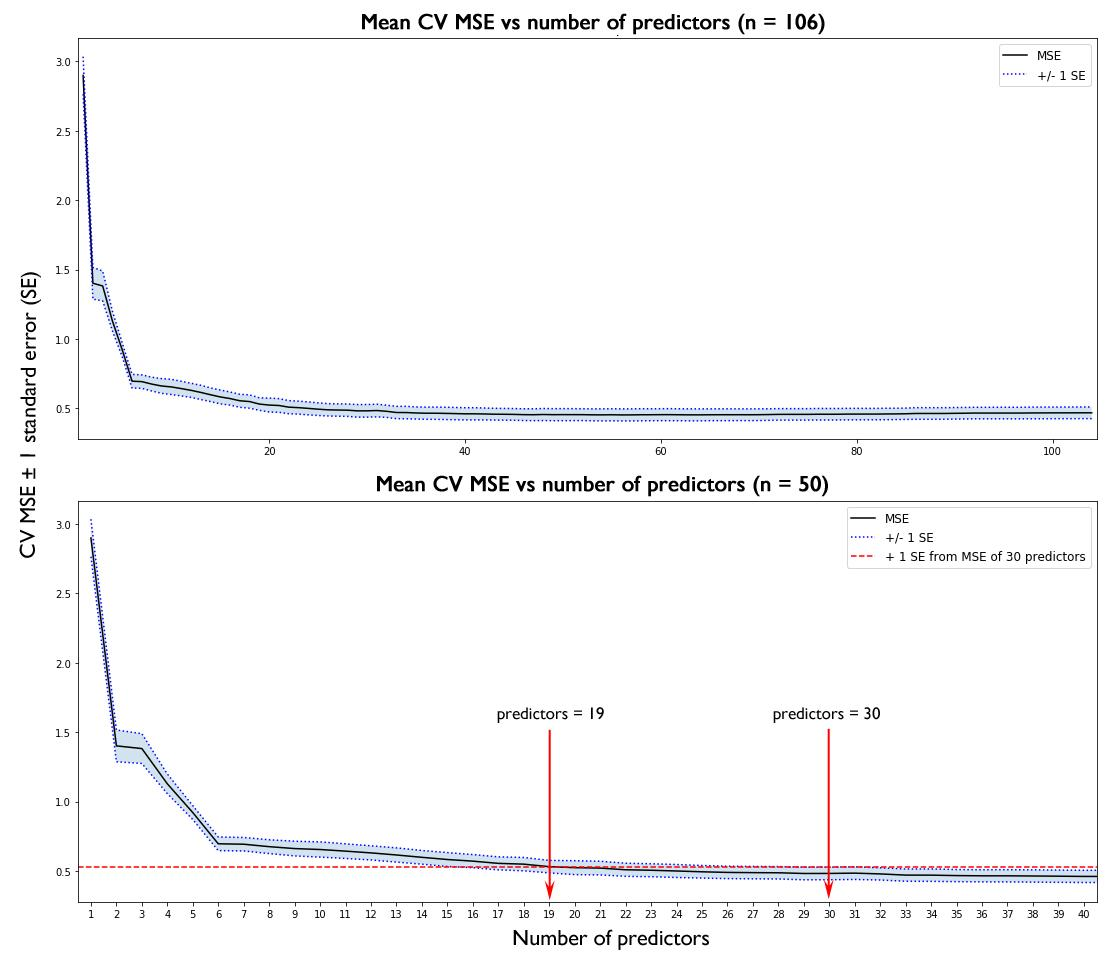 Mean CV MSE vs number of predictors (n = 106)
MSE
+/- 1 SE
3.0
2.5
2.0
1.5
1.0
0.5
20 40 60 80 100
CV MSE ± 1 standard error (SE)
Mean CV MSE vs number of predictors (n = 50)
MSE
+/- 1 SE
+ 1 SE from MSE of 30 predictors
3.0
2.5
2.0
1.5
1.0
0.5
predictors = 19
predictors = 30
1 2 3 4 5 6 7 8 9 10 11 12 13 14 15 16 17 18 19 20 21 22 23 24 25 26 27 28 29 30 31 32 33 34 35 36 37 38 39 40
Number of predictors